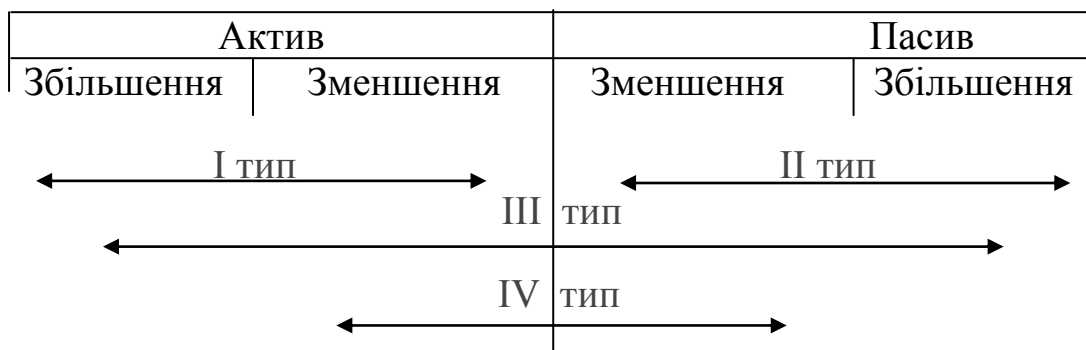 Актив Пасив
Збільшення Зменшення Зменшення Збільшення
I тип II тип
III тип
IV тип